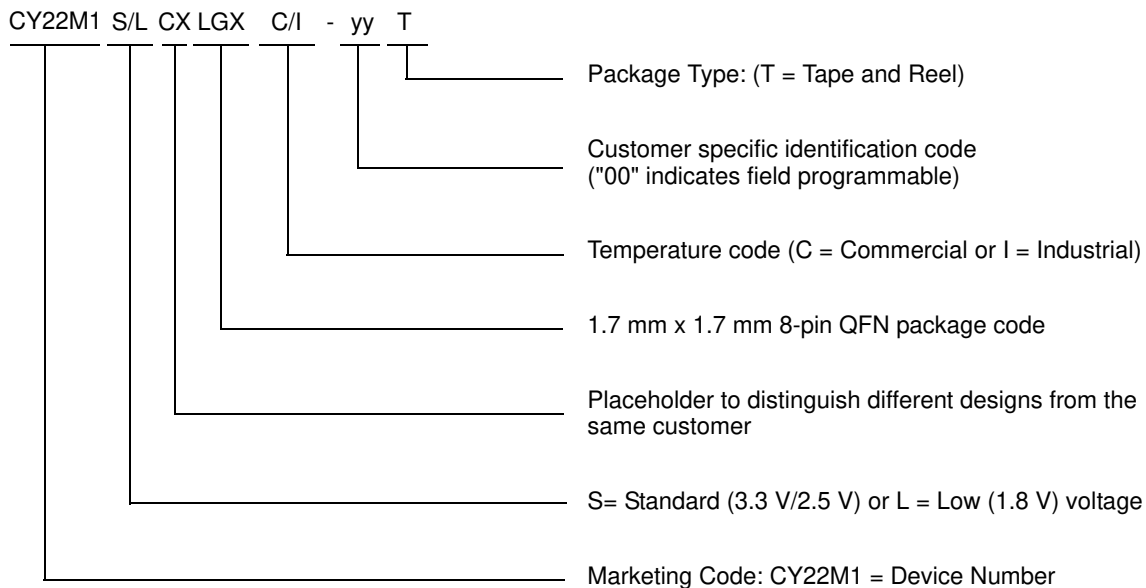 CY22M1 S/L CX LGX C/I - yy T
Package Type: (T = Tape and Reel)
Customer specific identification code
("00" indicates field programmable)
Temperature code (C = Commercial or I = Industrial)
1.7 mm x 1.7 mm 8-pin QFN package code
Placeholder to distinguish different designs from the
same customer
S= Standard (3.3 V/2.5 V) or L = Low (1.8 V) voltage
Marketing Code: CY22M1 = Device Number